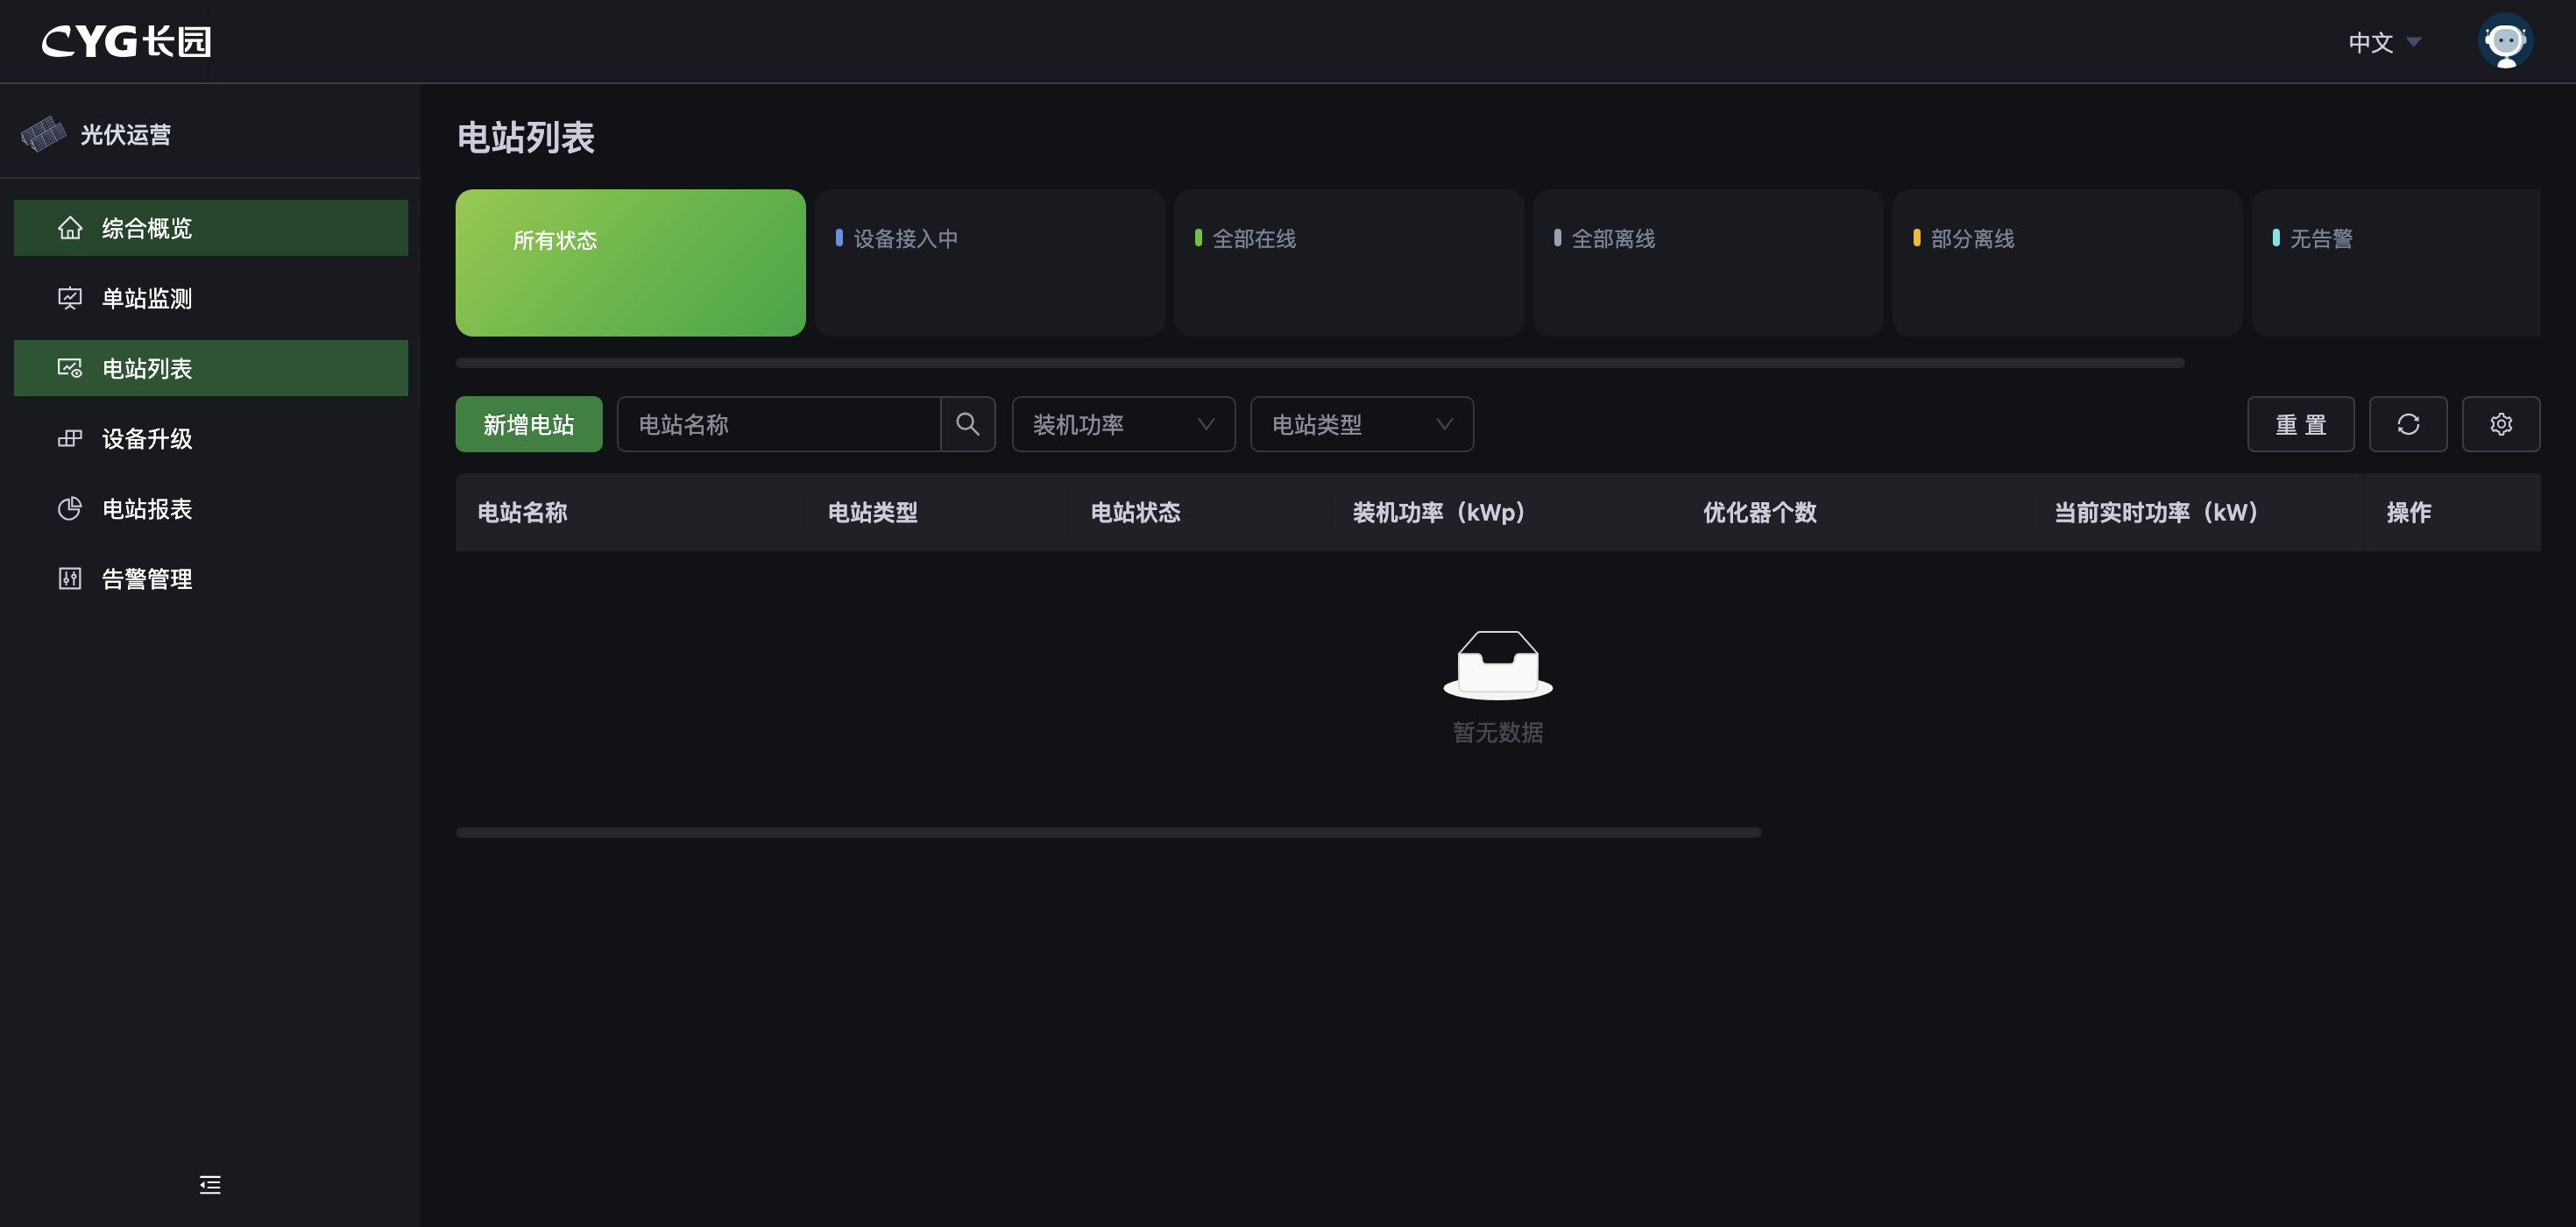 CYG长园
中文
光伏运营
综合概览
单站监测
电站列表
设备升级
电站报表
告警管理
电站列表
所有状态
设备接入中
全部在线
全部离线
部分离线
无告警
新增电站
电站名称
装机功率
电站类型
重 置
电站名称 电站类型 电站状态 装机功率（kWp） 优化器个数 当前实时功率（kW） 操作
暂无数据